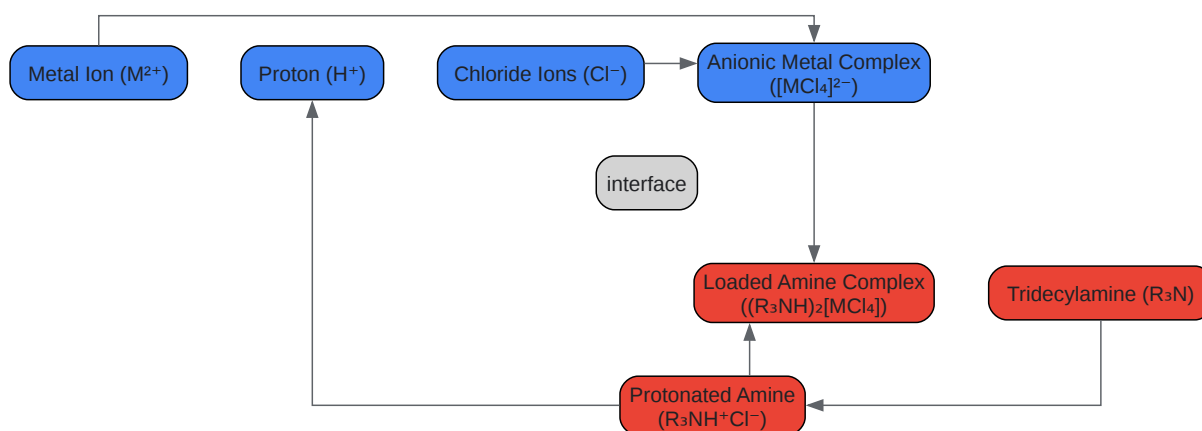 Metal Ion (M²⁺)
Proton (H⁺)
Chloride Ions (Cl⁻)
Anionic Metal Complex
([MCl₄]²⁻)
interface
Loaded Amine Complex
((R₃NH)₂[MCl₄])
Tridecylamine (R₃N)
Protonated Amine
(R₃NH⁺Cl⁻)